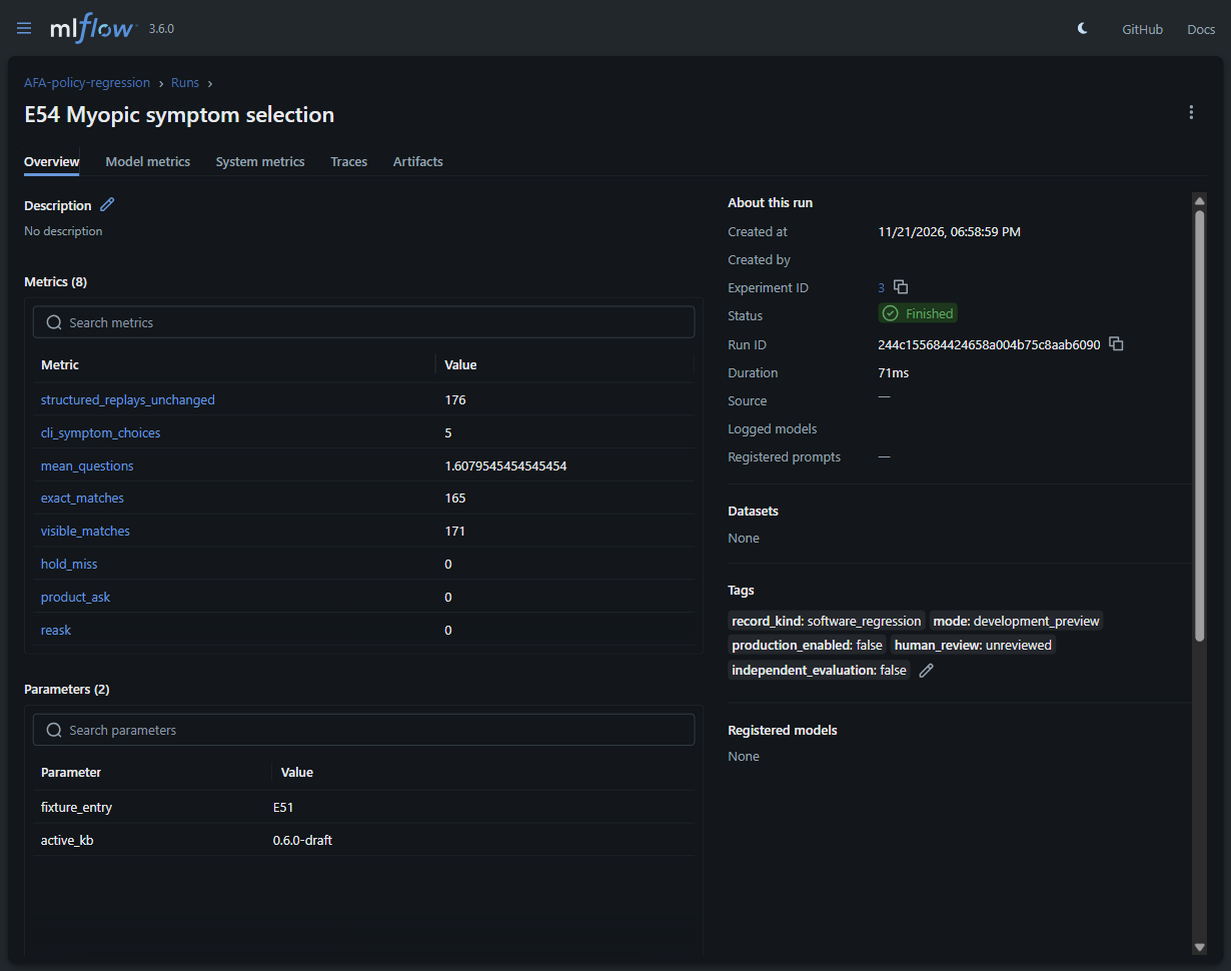 mlflow 3.6.0
GitHub Docs
AFA-policy-regression › Runs ›
E54 Myopic symptom selection
Overview Model metrics System metrics Traces Artifacts
Description
No description
Metrics (8)
Search metrics
Metric Value
structured_replays_unchanged 176
cli_symptom_choices 5
mean_questions 1.6079545454545454
exact_matches 165
visible_matches 171
hold_miss 0
product_ask 0
reask 0
Parameters (2)
Search parameters
Parameter Value
fixture_entry E51
active_kb 0.6.0-draft
About this run
Created at 11/21/2026, 06:58:59 PM
Created by
Experiment ID 3
Status Finished
Run ID 244c155684424658a004b75c8aab6090
Duration 71ms
Source —
Logged models
Registered prompts —
Datasets
None
Tags
record_kind: software_regression mode: development_preview
production_enabled: false human_review: unreviewed
independent_evaluation: false
Registered models
None